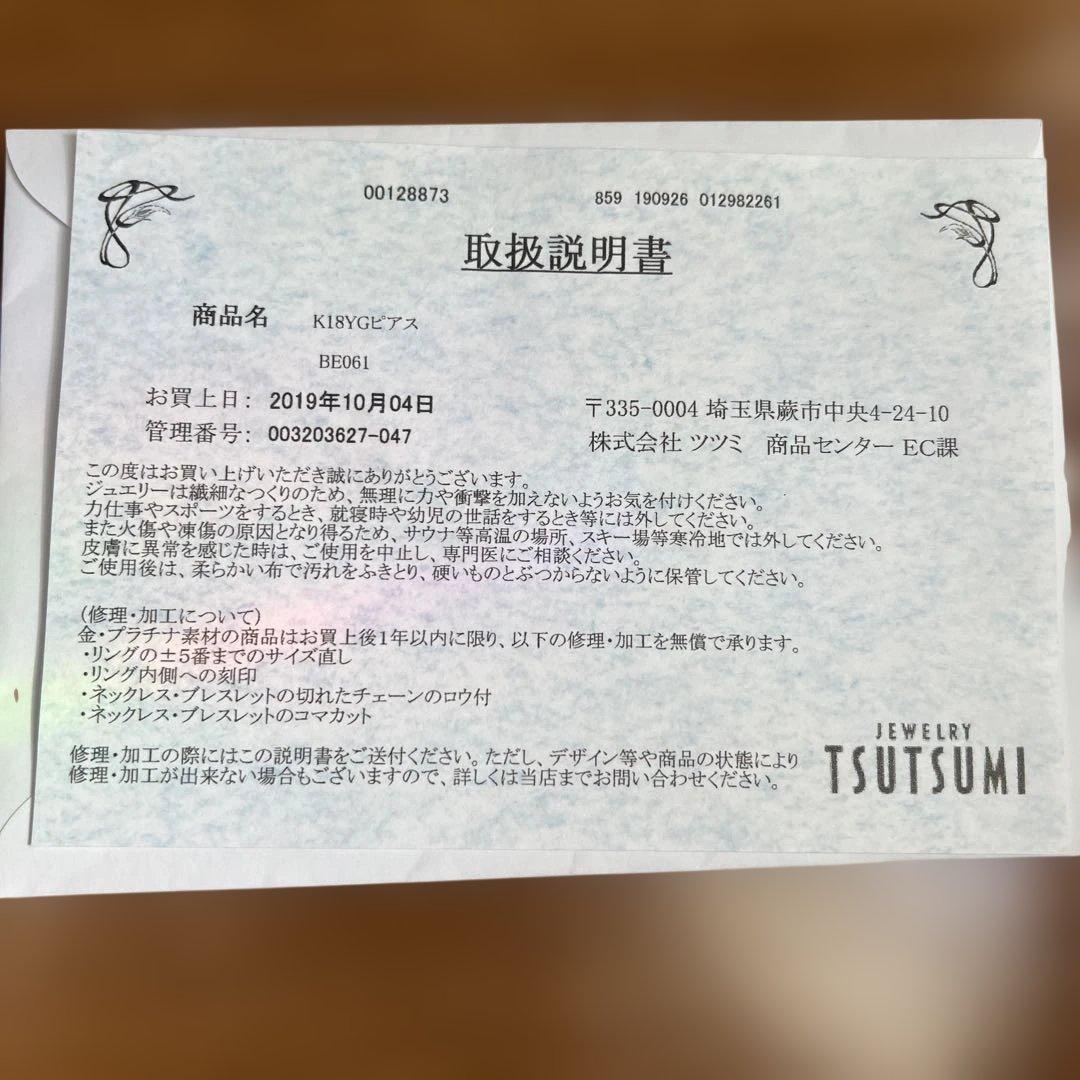 00128873
859 190926 012982261
取扱説明書
商品名 K18YGピアス
BE061
お買上日: 2019年10月04日
管理番号: 003203627-047
〒335-0004 埼玉県蕨市中央4-24-10
株式会社 ツツミ 商品センター EC課
この度はお買い上げいただき誠にありがとうございます。
ジュエリーは繊細なつくりのため、無理に力や衝撃を加えないようお気を付けください。
力仕事やスポーツをするとき、就寝時や幼児の世話をするとき等には外してください。
また火傷や凍傷の原因となり得るため、サウナ等高温の場所、スキー場等寒冷地では外してください。
皮膚に異常を感じた時は、ご使用を中止し、専門医にご相談ください。
ご使用後は、柔らかい布で汚れをふきとり、硬いものとぶつからないように保管してください。
(修理・加工について)
金・プラチナ素材の商品はお買上後1年以内に限り、以下の修理・加工を無償で承ります。
・リングの±5番までのサイズ直し
・リング内側への刻印
・ネックレス・ブレスレットの切れたチェーンのロウ付
・ネックレス・ブレスレットのコマカット
修理・加工の際にはこの説明書をご送付ください。ただし、デザイン等や商品の状態により
修理・加工が出来ない場合もございますので、詳しくは当店までお問い合わせください。
JEWELRY
TSUTSUMI